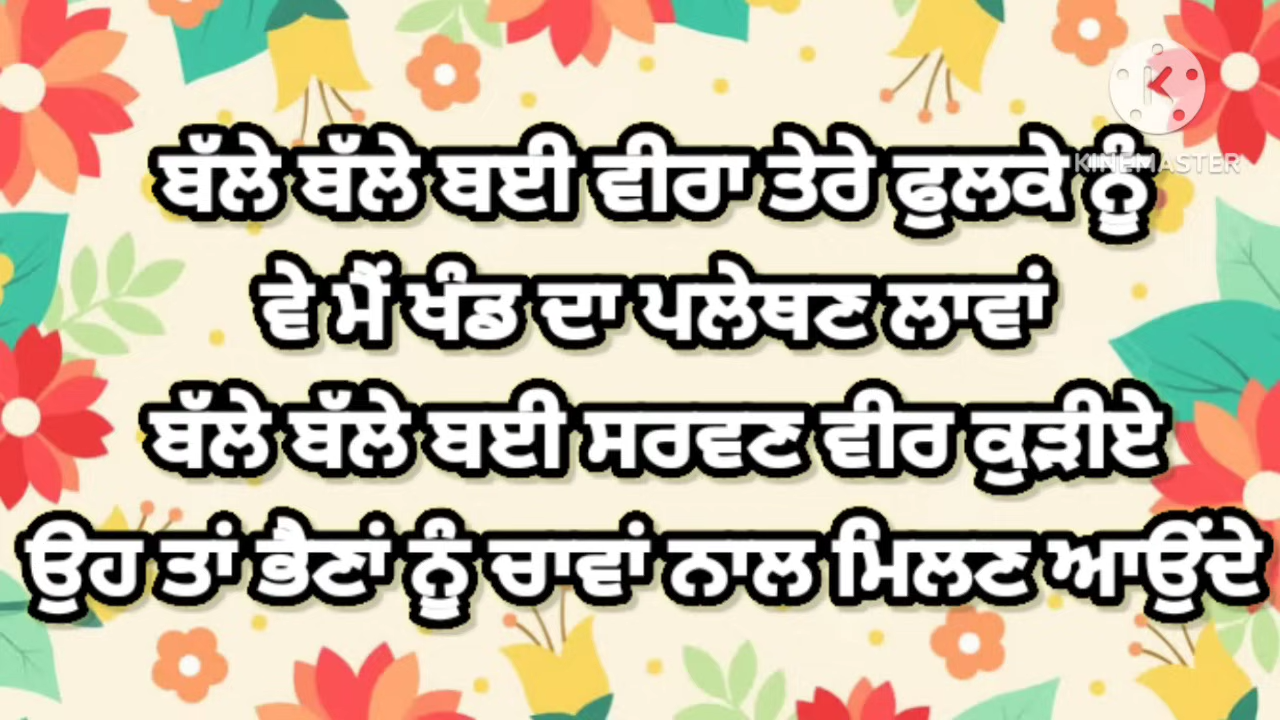 ਬੱਲੇ ਬੱਲੇ ਬਈ ਵੀਰਾ ਤੇਰੇ ਫੁਲਕੇ ਨੂੰ
KINEMASTER
ਵੇ ਮੈਂ ਖੰਡ ਦਾ ਪਲੇਥਣ ਲਾਵਾਂ
ਬੱਲੇ ਬੱਲੇ ਬਈ ਸਰਵਣ ਵੀਰ ਕੁੜੀਏ
ਉਹ ਤਾਂ ਭੈਣਾਂ ਨੂੰ ਚਾਵਾਂ ਨਾਲ ਮਿਲਣ ਆਉਂਦੇ